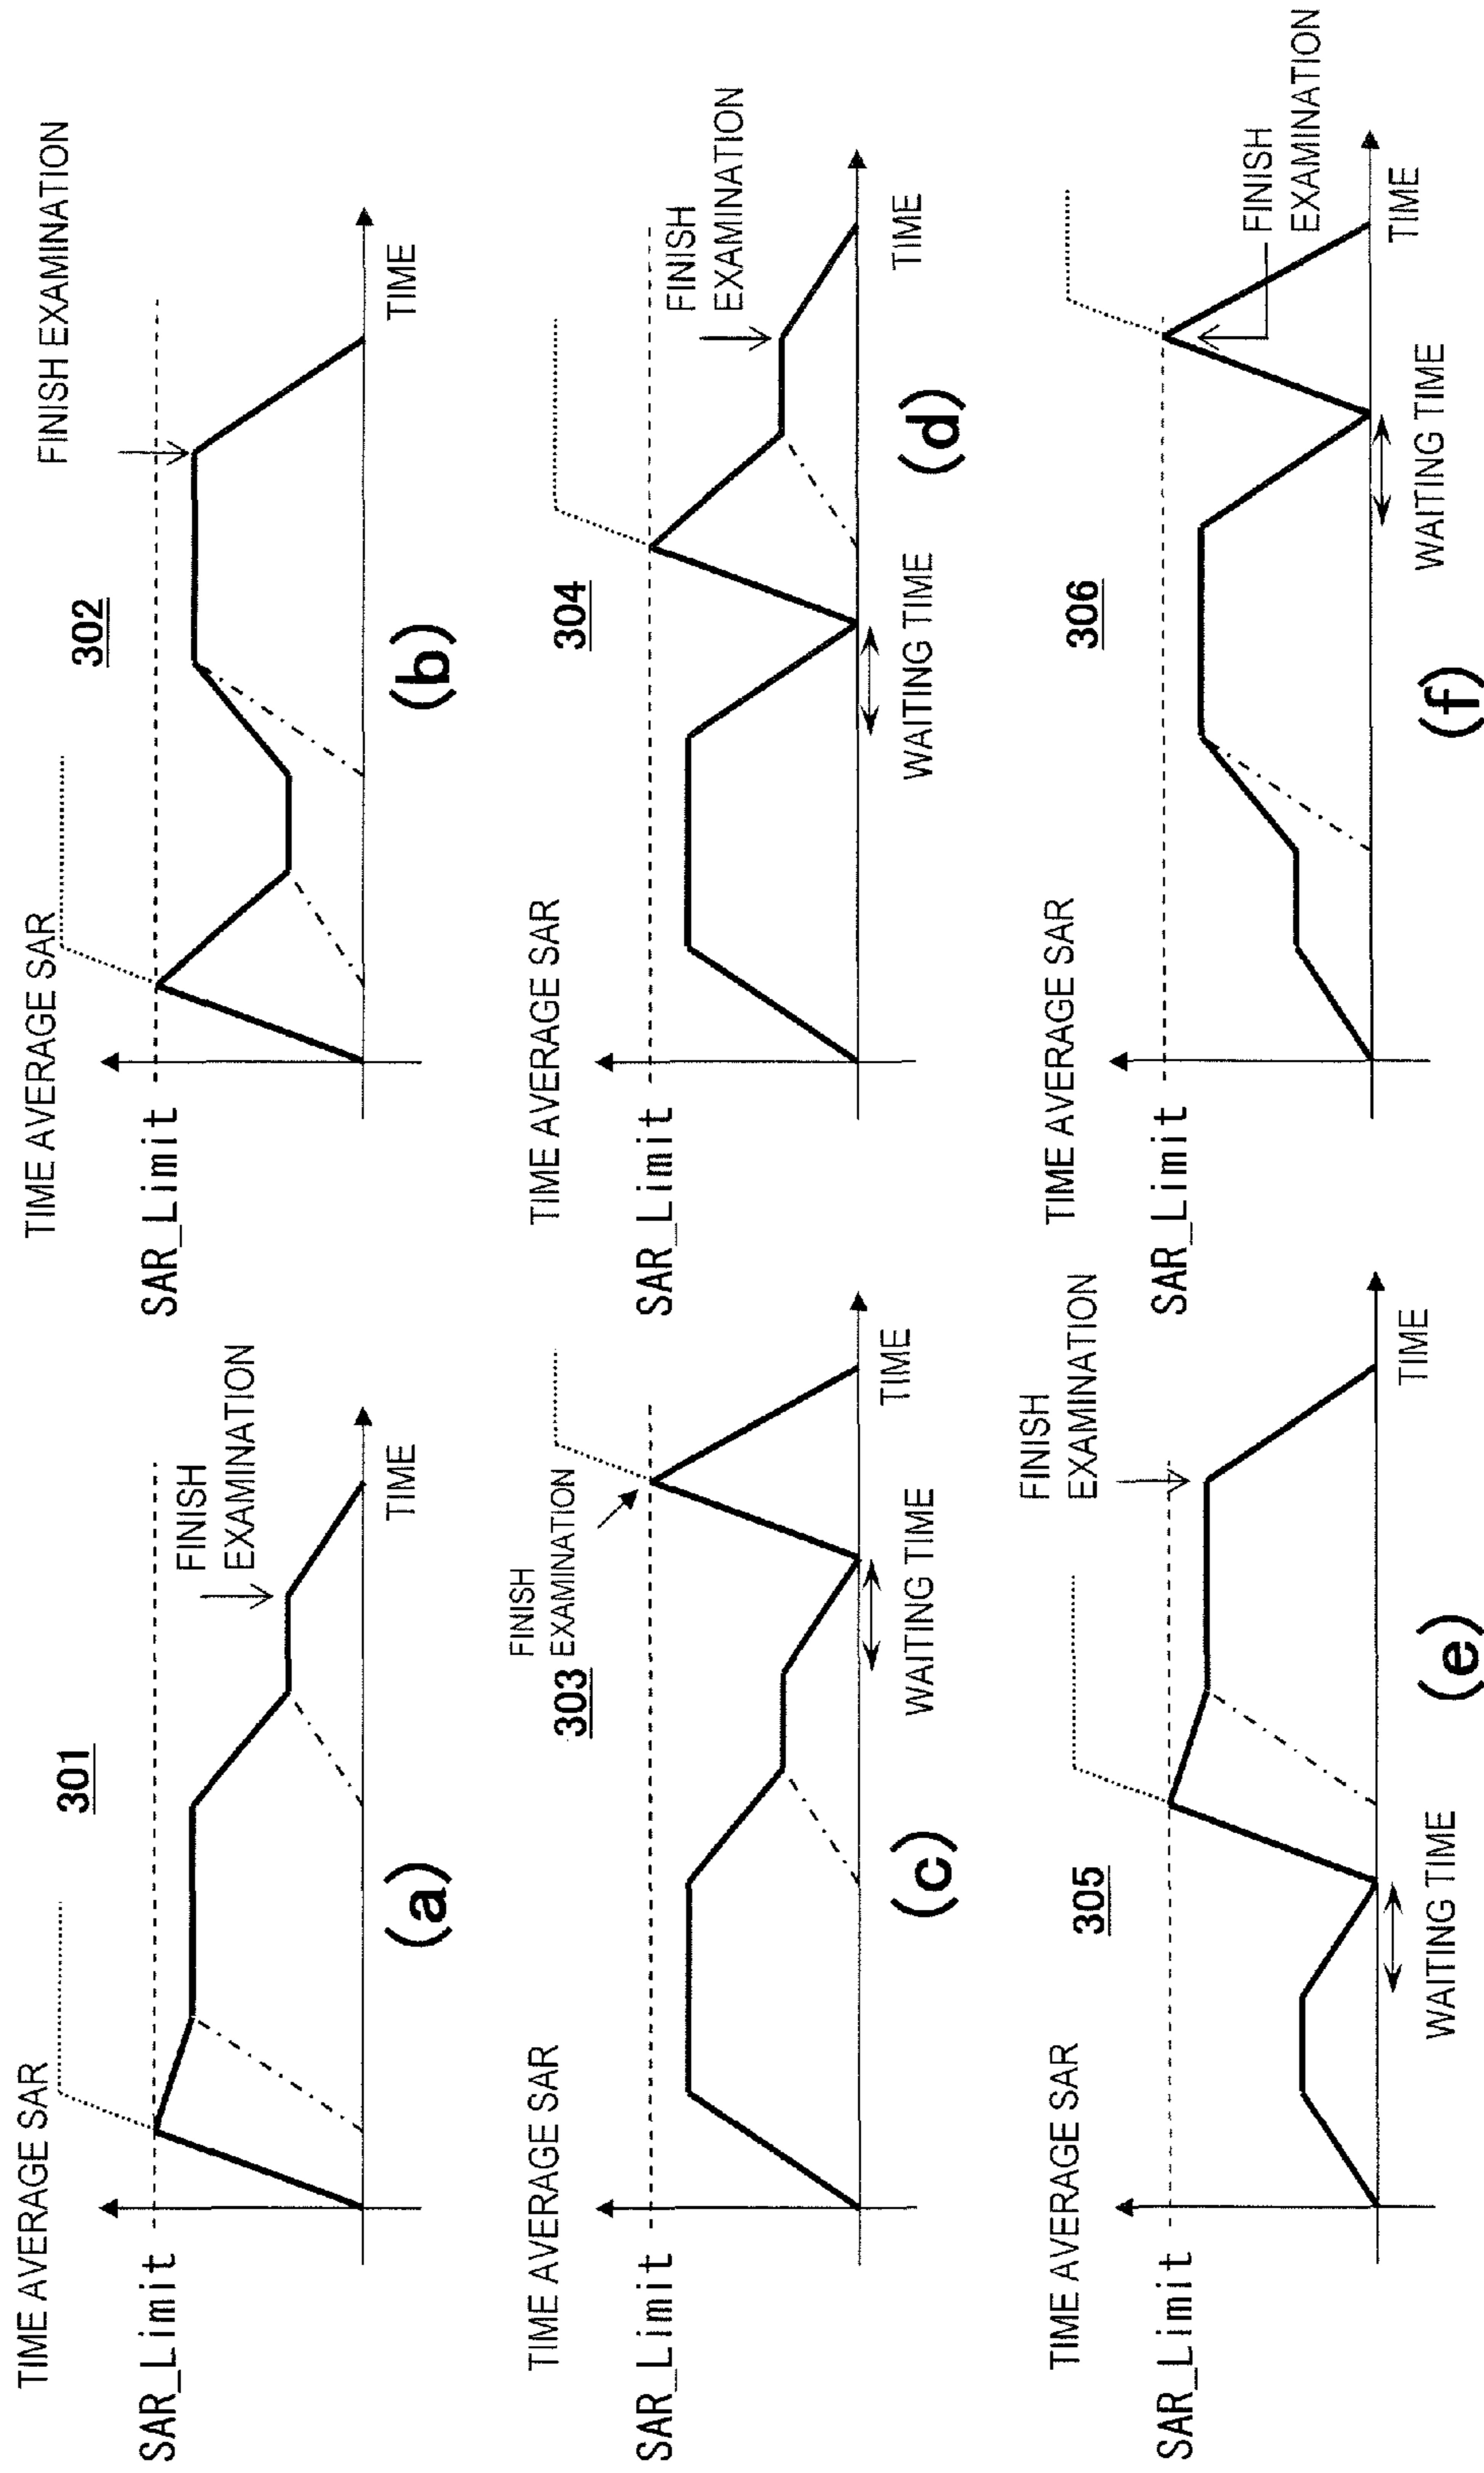 TIME AVERAGE SAR
SAR_Limit
301
FINISH
EXAMINATION
TIME
(a)
TIME AVERAGE SAR
SAR_Limit
302
FINISH EXAMINATION
TIME
(b)
TIME AVERAGE SAR
SAR_Limit
303
FINISH
EXAMINATION
WAITING TIME
TIME
(c)
TIME AVERAGE SAR
SAR_Limit
304
FINISH
EXAMINATION
WAITING TIME
TIME
(d)
TIME AVERAGE SAR
SAR_Limit
305
FINISH
EXAMINATION
WAITING TIME
TIME
(e)
TIME AVERAGE SAR
SAR_Limit
306
FINISH
EXAMINATION
WAITING TIME
TIME
(f)